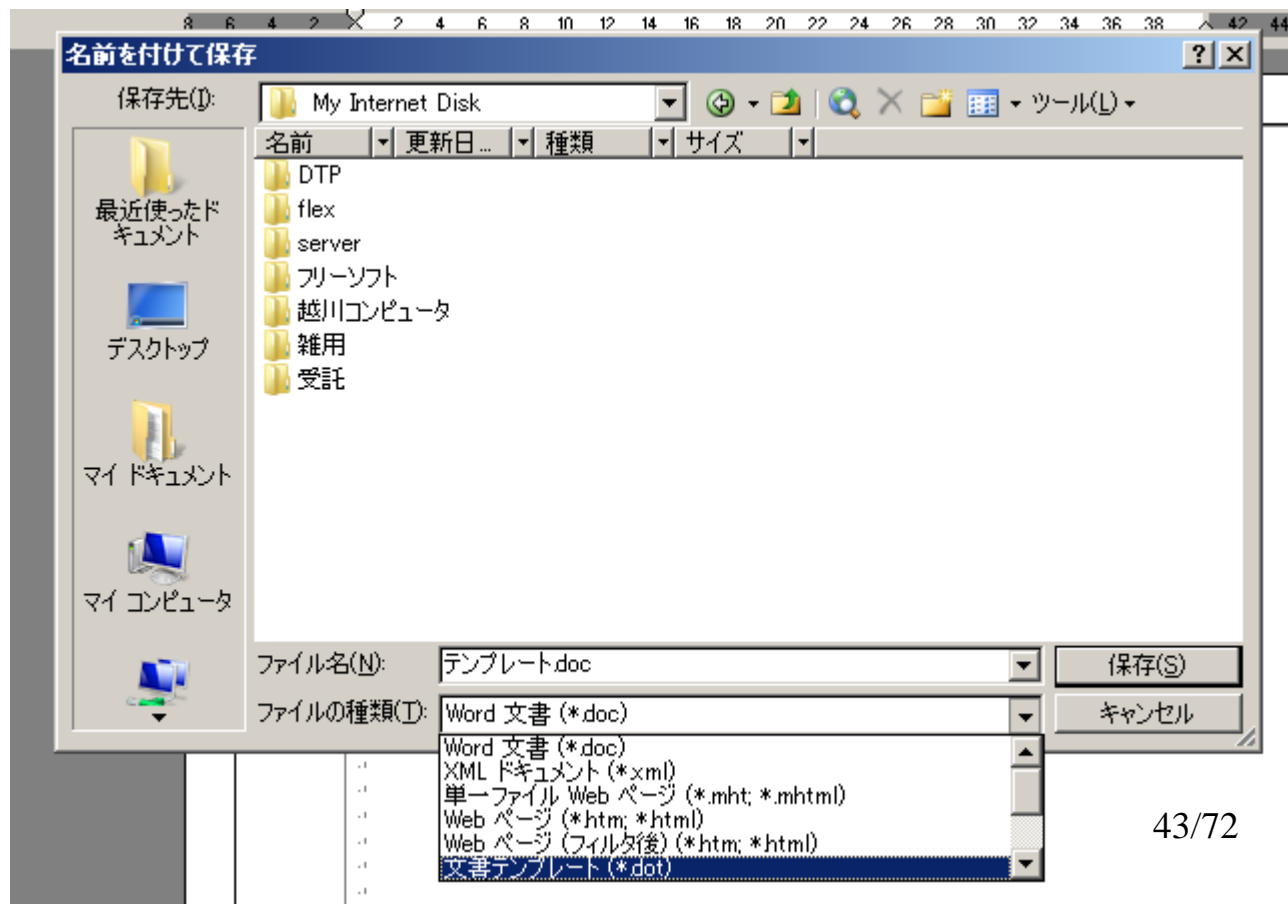 8 6 4 2 2 4 6 8 10 12 14 16 18 20 22 24 26 28 30 32 34 36 38 42 44
名前を付けて保存
保存先(I):
My Internet Disk
ツール(L)
名前 更新日... 種類 サイズ
DTP
flex
server
フリーソフト
越川コンピュータ
雑用
受託
最近使ったド
キュメント
デスクトップ
マイ ドキュメント
マイ コンピュータ
ファイル名(N):
テンプレート.doc
保存(S)
ファイルの種類(T):
Word 文書 (*.doc)
キャンセル
Word 文書 (*.doc)
XML ドキュメント (*.xml)
単一ファイル Web ページ (*.mht; *.mhtml)
Web ページ (*.htm; *.html)
Web ページ (フィルタ後) (*.htm; *.html)
文書テンプレート (*.dot)
43/72